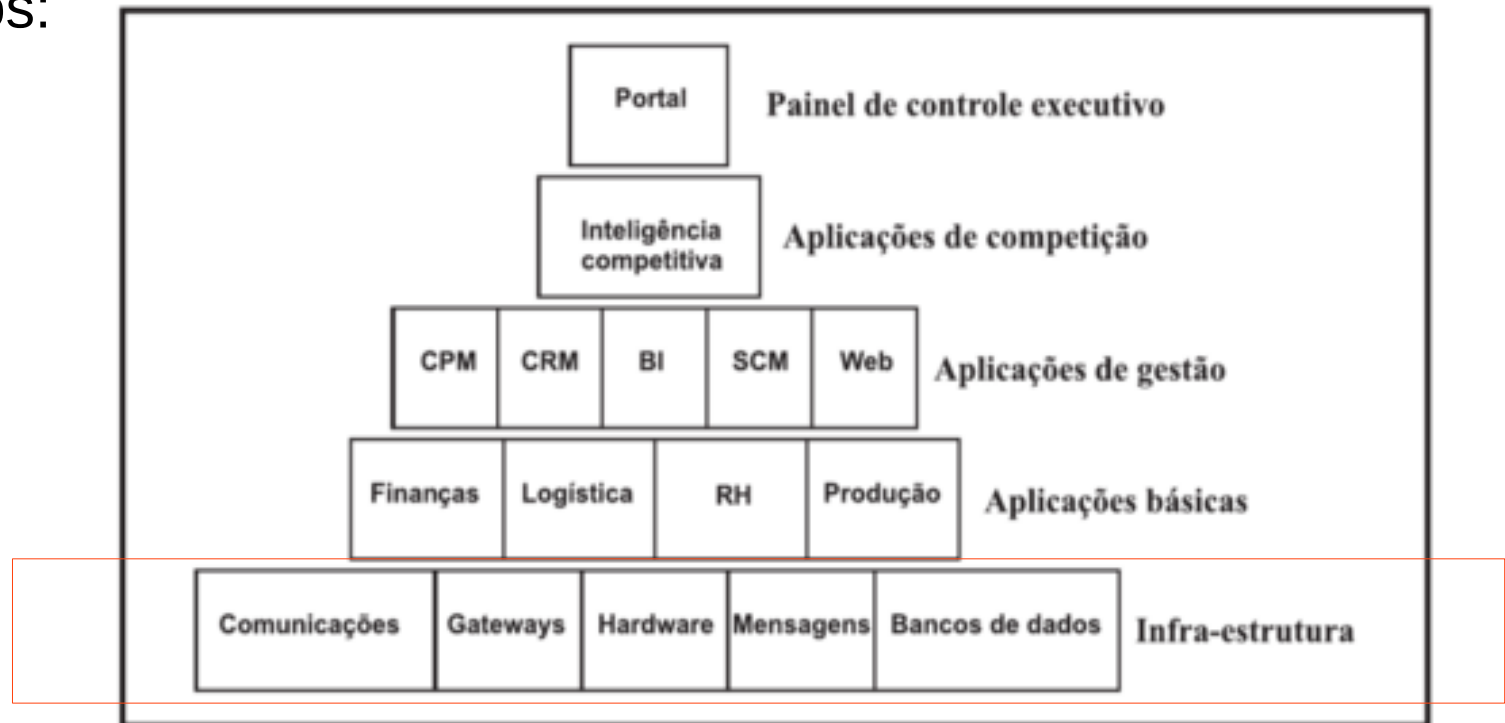 os:
Portal
Painel de controle executivo
Inteligência
competitiva
Aplicações de competição
CPM CRM BI SCM Web Aplicações de gestão
Finanças Logística RH Produção Aplicações básicas
Comunicações Gateways Hardware Mensagens Bancos de dados Infra-estrutura